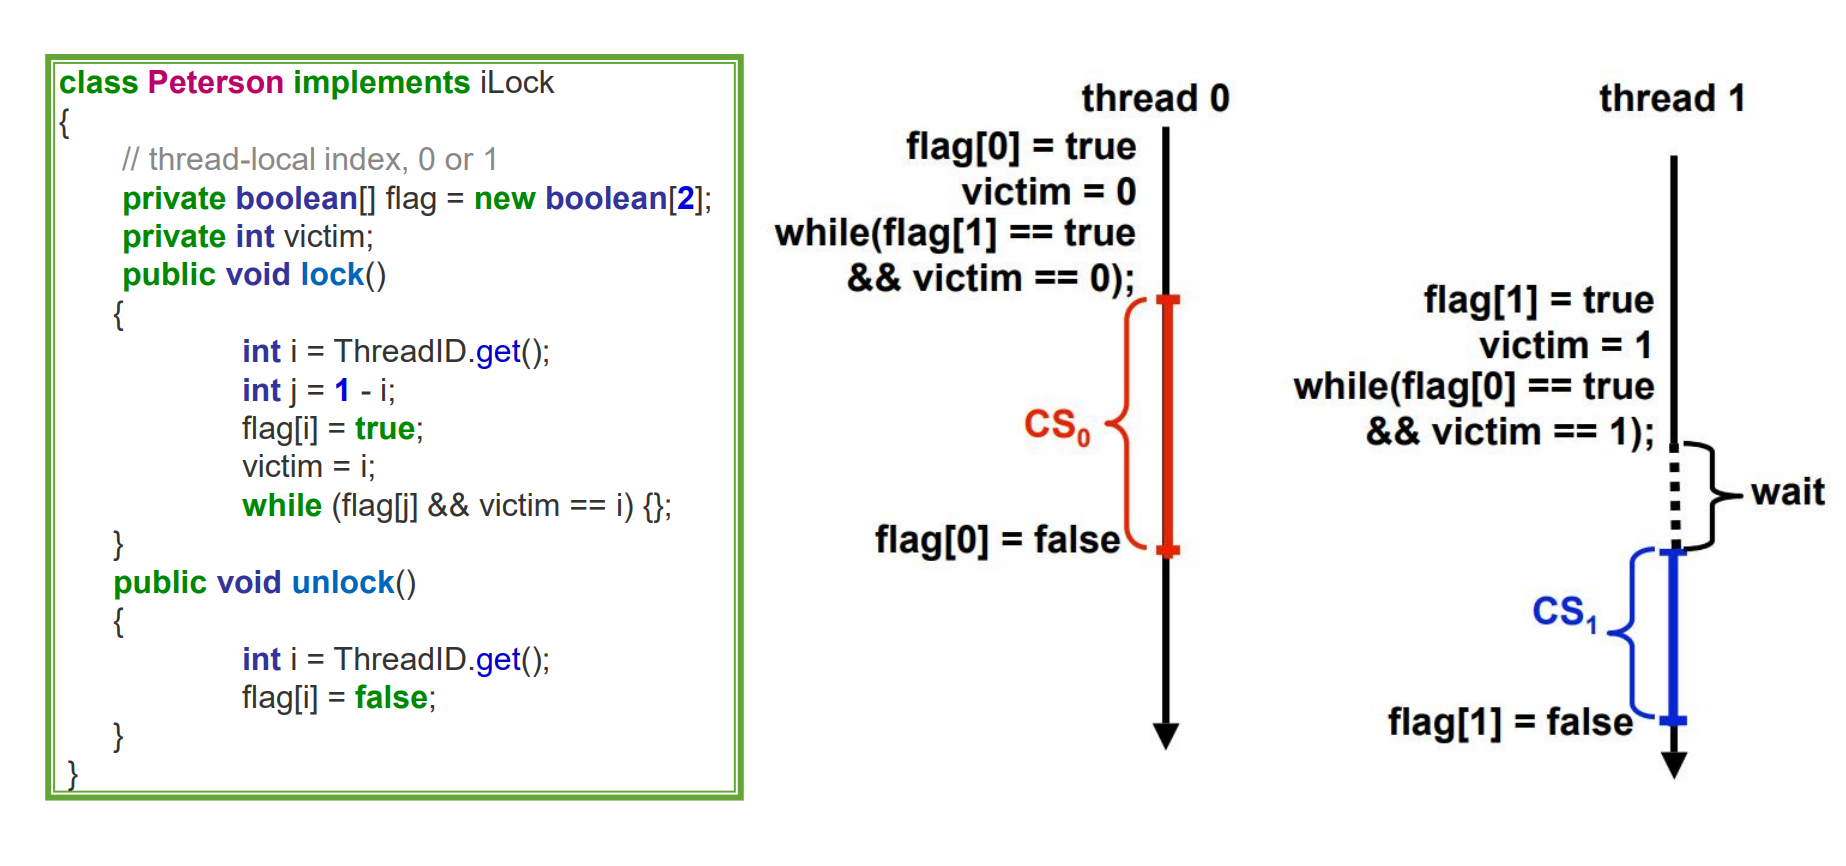 class Peterson implements iLock
{
// thread-local index, 0 or 1
private boolean[] flag = new boolean[2];
private int victim;
public void lock()
{
int i = ThreadID.get();
int j = 1 - i;
flag[i] = true;
victim = i;
while (flag[j] && victim == i) {};
}
public void unlock()
{
int i = ThreadID.get();
flag[i] = false;
}
}
thread 0
flag[0] = true
victim = 0
while(flag[1] == true
&& victim == 0);
CS0
flag[0] = false
thread 1
flag[1] = true
victim = 1
while(flag[0] == true
&& victim == 1);
wait
CS1
flag[1] = false